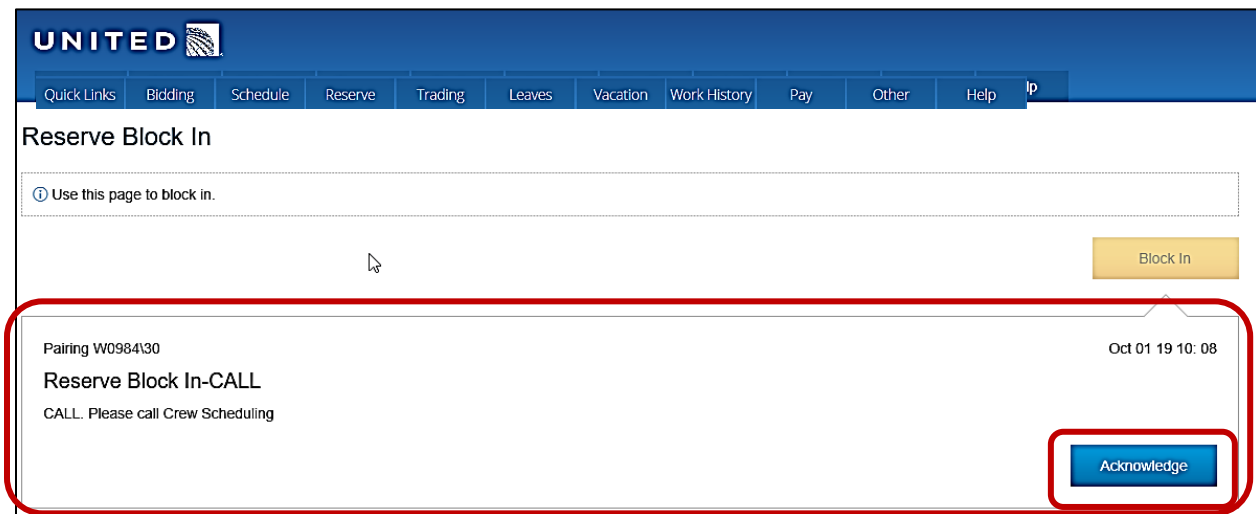 UNITED
Quick Links Bidding Schedule Reserve Trading Leaves Vacation Work History Pay Other Help lp
Reserve Block In
Use this page to block in.
Block In
Pairing W0984\30 Oct 01 19 10: 08
Reserve Block In-CALL
CALL. Please call Crew Scheduling
Acknowledge